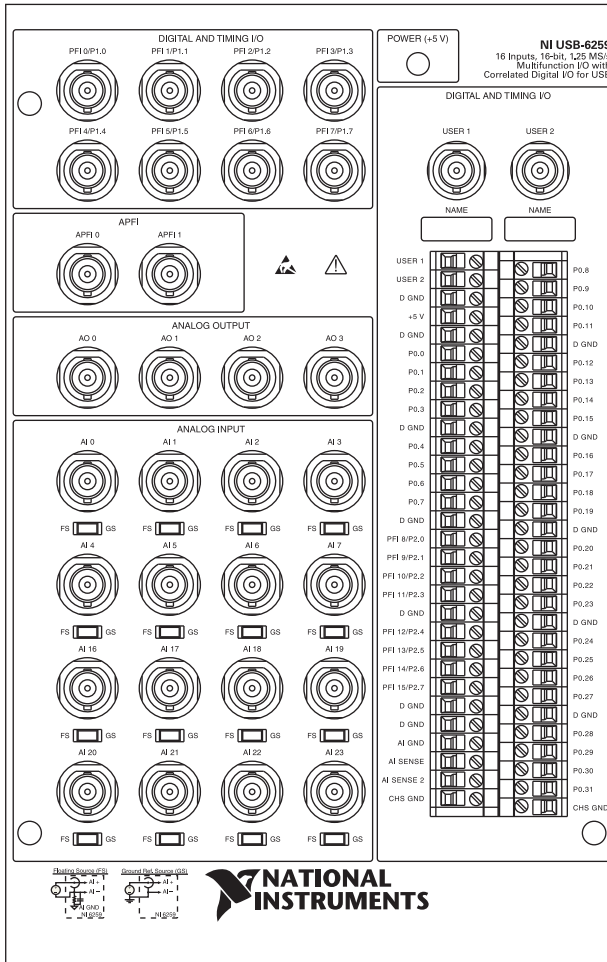 DIGITAL AND TIMING I/O
PFI 0/P1.0 PFI 1/P1.1 PFI 2/P1.2 PFI 3/P1.3
PFI 4/P1.4 PFI 5/P1.5 PFI 6/P1.6 PFI 7/P1.7
POWER (+5 V)
NI USB-6259
16 Inputs, 16-bit, 1.25 MS/s
Multifunction I/O with
Correlated Digital I/O for USB
APFI
APFI 0 APFI 1
ANALOG OUTPUT
AO 0 AO 1 AO 2 AO 3
ANALOG INPUT
AI 0 AI 1 AI 2 AI 3
FS GS FS GS FS GS FS GS
AI 4 AI 5 AI 6 AI 7
FS GS FS GS FS GS FS GS
AI 16 AI 17 AI 18 AI 19
FS GS FS GS FS GS FS GS
AI 20 AI 21 AI 22 AI 23
FS GS FS GS FS GS FS GS
DIGITAL AND TIMING I/O
USER 1 USER 2
NAME NAME
USER 1
USER 2
D GND
+5 V
D GND
P0.0
P0.1
P0.2
P0.3
D GND
P0.4
P0.5
P0.6
P0.7
D GND
PFI 8/P2.0
PFI 9/P2.1
PFI 10/P2.2
PFI 11/P2.3
D GND
PFI 12/P2.4
PFI 13/P2.5
PFI 14/P2.6
PFI 15/P2.7
D GND
D GND
AI GND
AI SENSE
AI SENSE 2
CHS GND
P0.8
P0.9
P0.10
P0.11
D GND
P0.12
P0.13
P0.14
P0.15
D GND
P0.16
P0.17
P0.18
P0.19
D GND
P0.20
P0.21
P0.22
P0.23
D GND
P0.24
P0.25
P0.26
P0.27
D GND
P0.28
P0.29
P0.30
P0.31
CHS GND
Floating Source (FS)
AI +
AI –
AI GND
NI 6259
Ground Ref. Source (GS)
AI +
AI –
NI 6259
NATIONAL
INSTRUMENTS